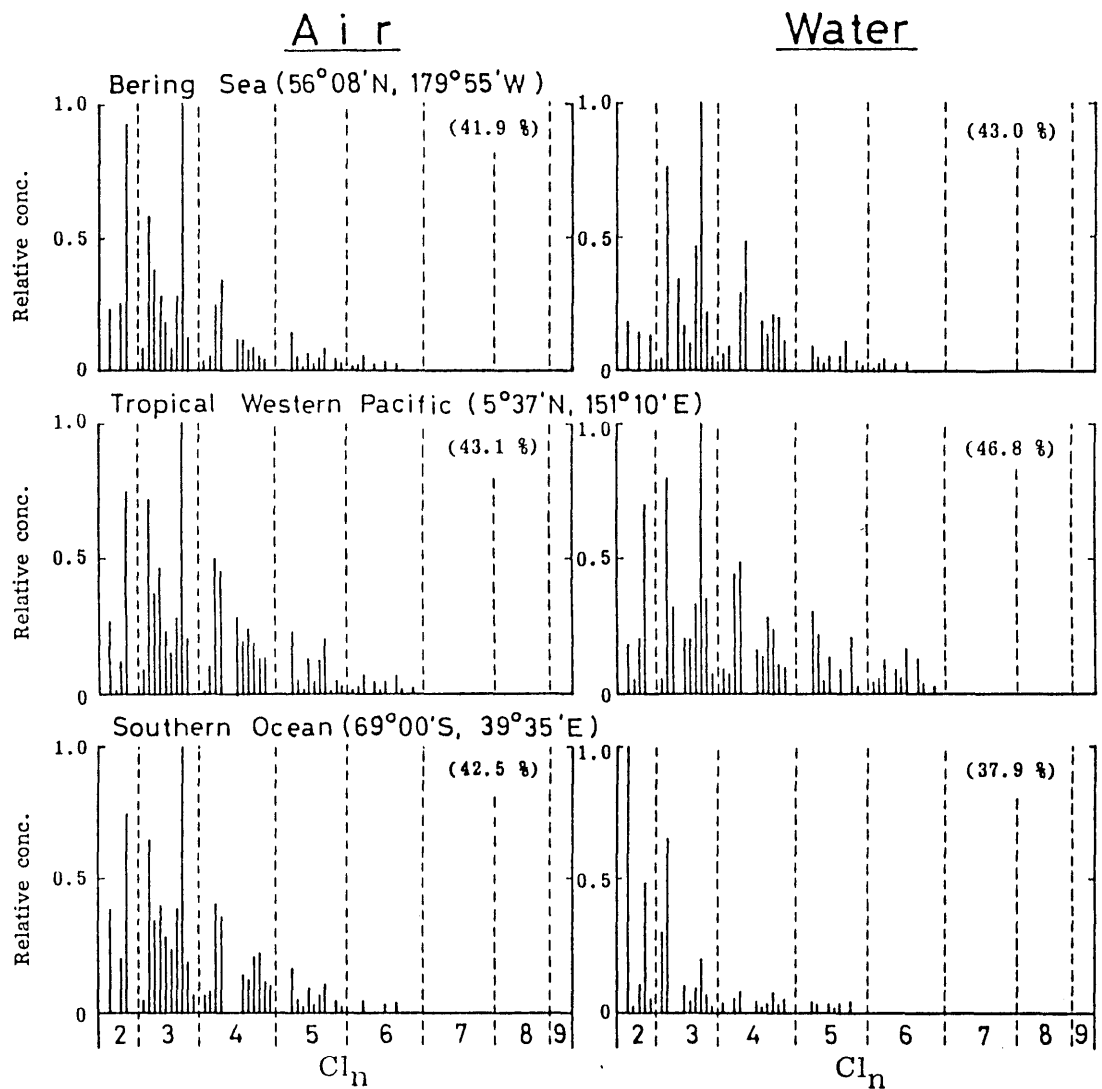 Air
Water
Bering Sea (56°08'N, 179°55'W)
1.0
0.5
0
Relative conc.
(41.9 %)
1.0
0.5
0
(43.0 %)
Tropical Western Pacific (5°37'N, 151°10'E)
1.0
0.5
0
Relative conc.
(43.1 %)
1.0
0.5
0
(46.8 %)
Southern Ocean (69°00'S, 39°35'E)
1.0
0.5
0
Relative conc.
(42.5 %)
1.0
0.5
0
(37.9 %)
2 3 4 5 6 7 8 9
2 3 4 5 6 7 8 9
Cln
Cln